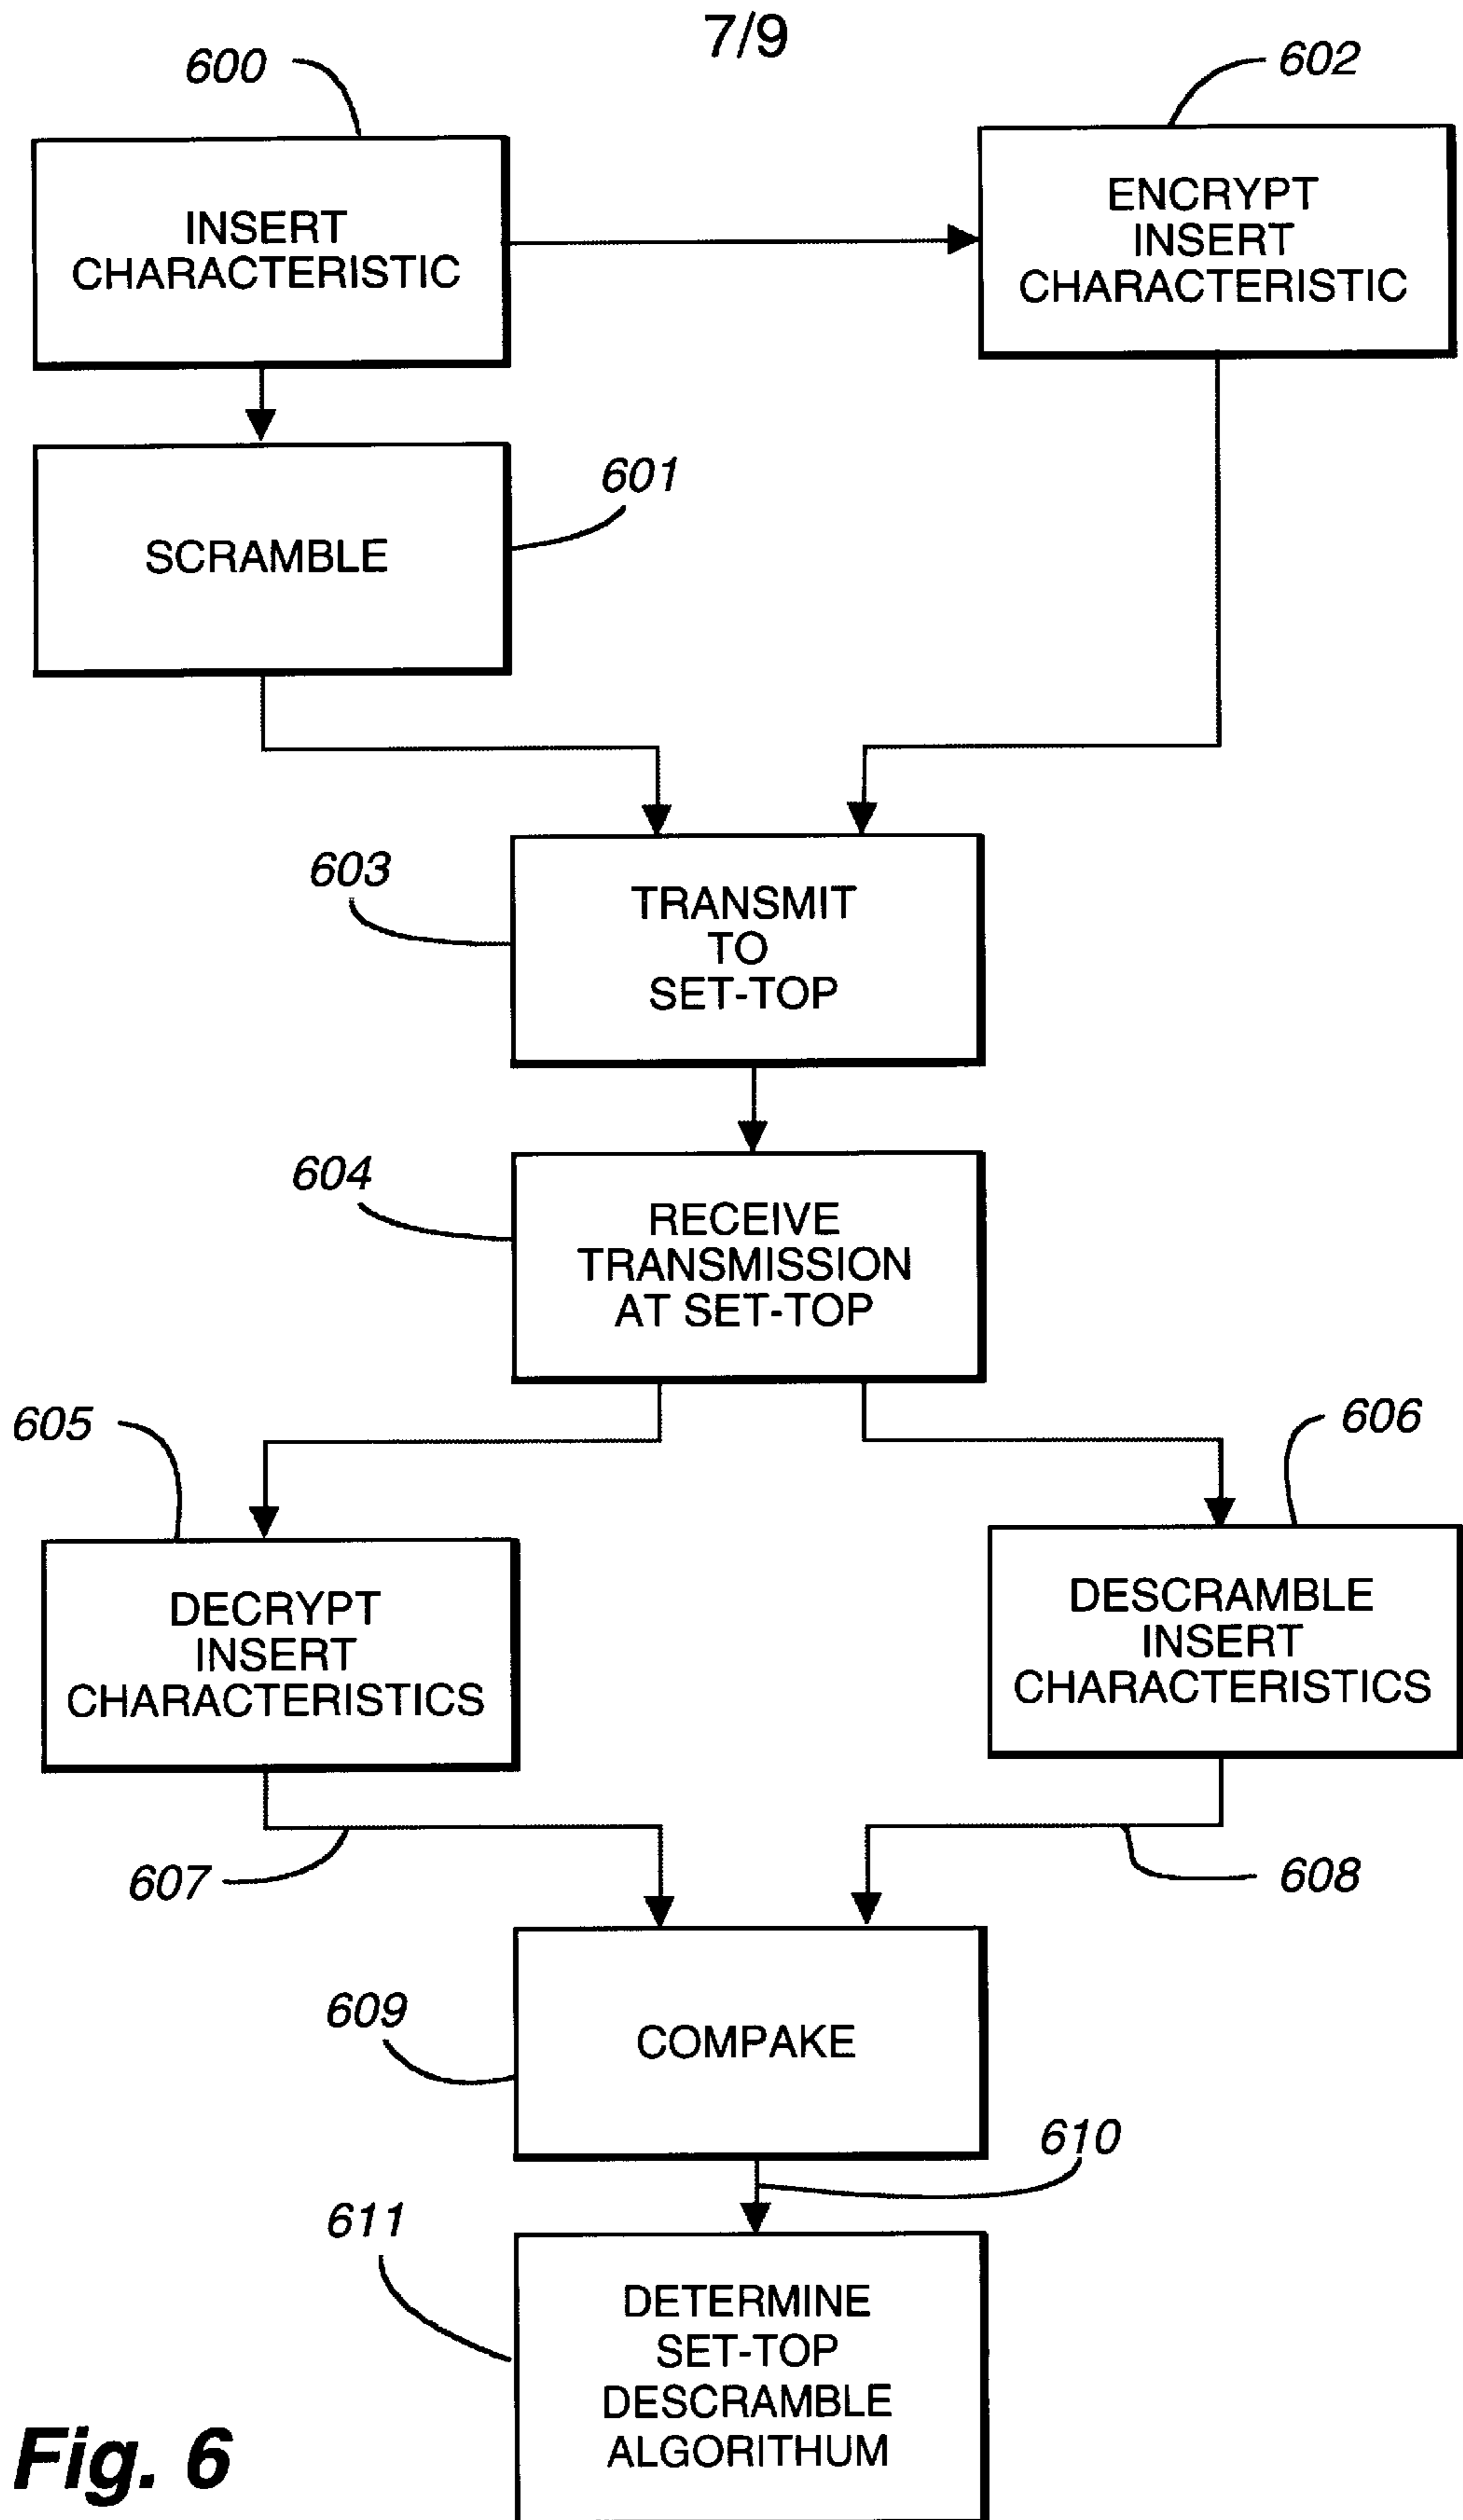 7/9
600
602
INSERT
CHARACTERISTIC
ENCRYPT
INSERT
CHARACTERISTIC
601
SCRAMBLE
603
TRANSMIT
TO
SET-TOP
604
RECEIVE
TRANSMISSION
AT SET-TOP
605
606
DECRYPT
INSERT
CHARACTERISTICS
DESCRAMBLE
INSERT
CHARACTERISTICS
607
608
609
COMPAKE
610
611
DETERMINE
SET-TOP
DESCRAMBLE
ALGORITHUM
Fig. 6